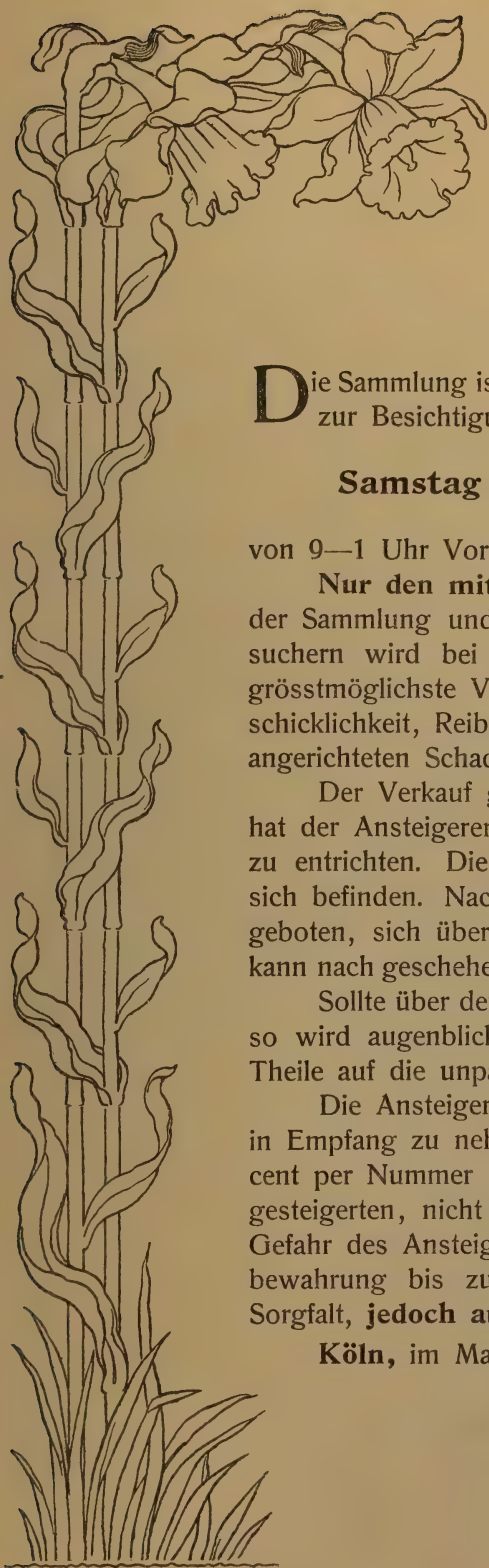 Die Sammlung is
zur Besichtigu
Samstag
von 9—1 Uhr Vor
Nur den mit
der Sammlung und
suchern wird bei
grösstmöglichste V
schicklichkeit, Reib
angerichteten Schad
Der Verkauf g
hat der Ansteigerer
zu entrichten. Die
sich befinden. Nac
geboten, sich über
kann nach geschehe
Sollte über de
so wird augenblick
Theile auf die unpa
Die Ansteiger
in Empfang zu neh
cent per Nummer
gesteigerten, nicht
Gefahr des Ansteig
bewahrung bis zu
Sorgfalt, jedoch au
Köln, im Ma